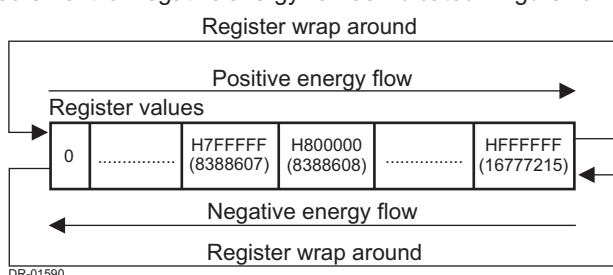 Register wrap around
Positive energy flow
Register values
0 ................ H7FFFFF (8388607) H800000 (8388608) ................ HFFFFFF (16777215)
Negative energy flow
Register wrap around
DR-01590